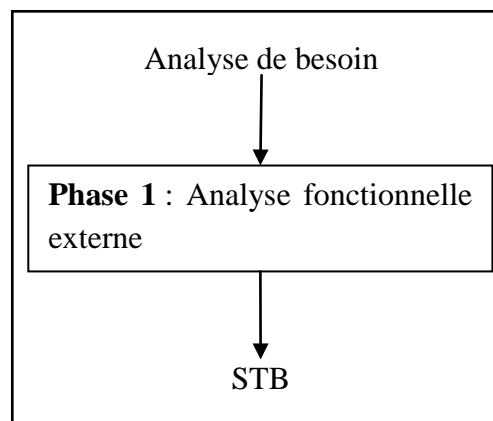 Analyse de besoin
Phase 1 : Analyse fonctionnelle
externe
STB